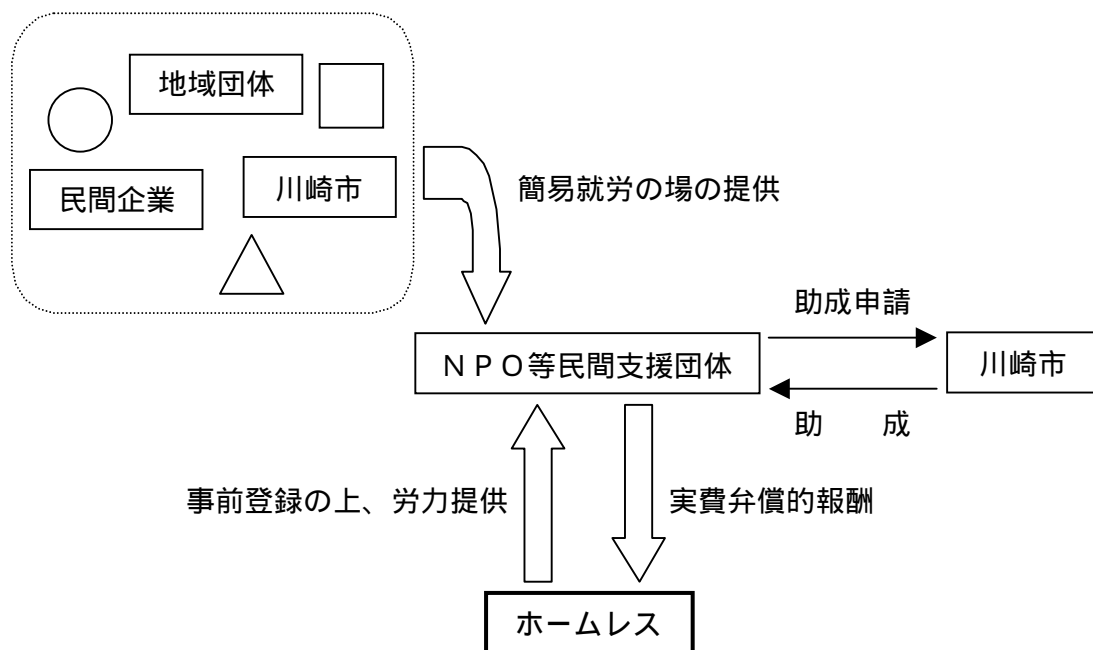 地域団体
民間企業
川崎市
簡易就労の場の提供
助成申請
NPO等民間支援団体
川崎市
助　　成
事前登録の上、労力提供
実費弁償的報酬
ホームレス